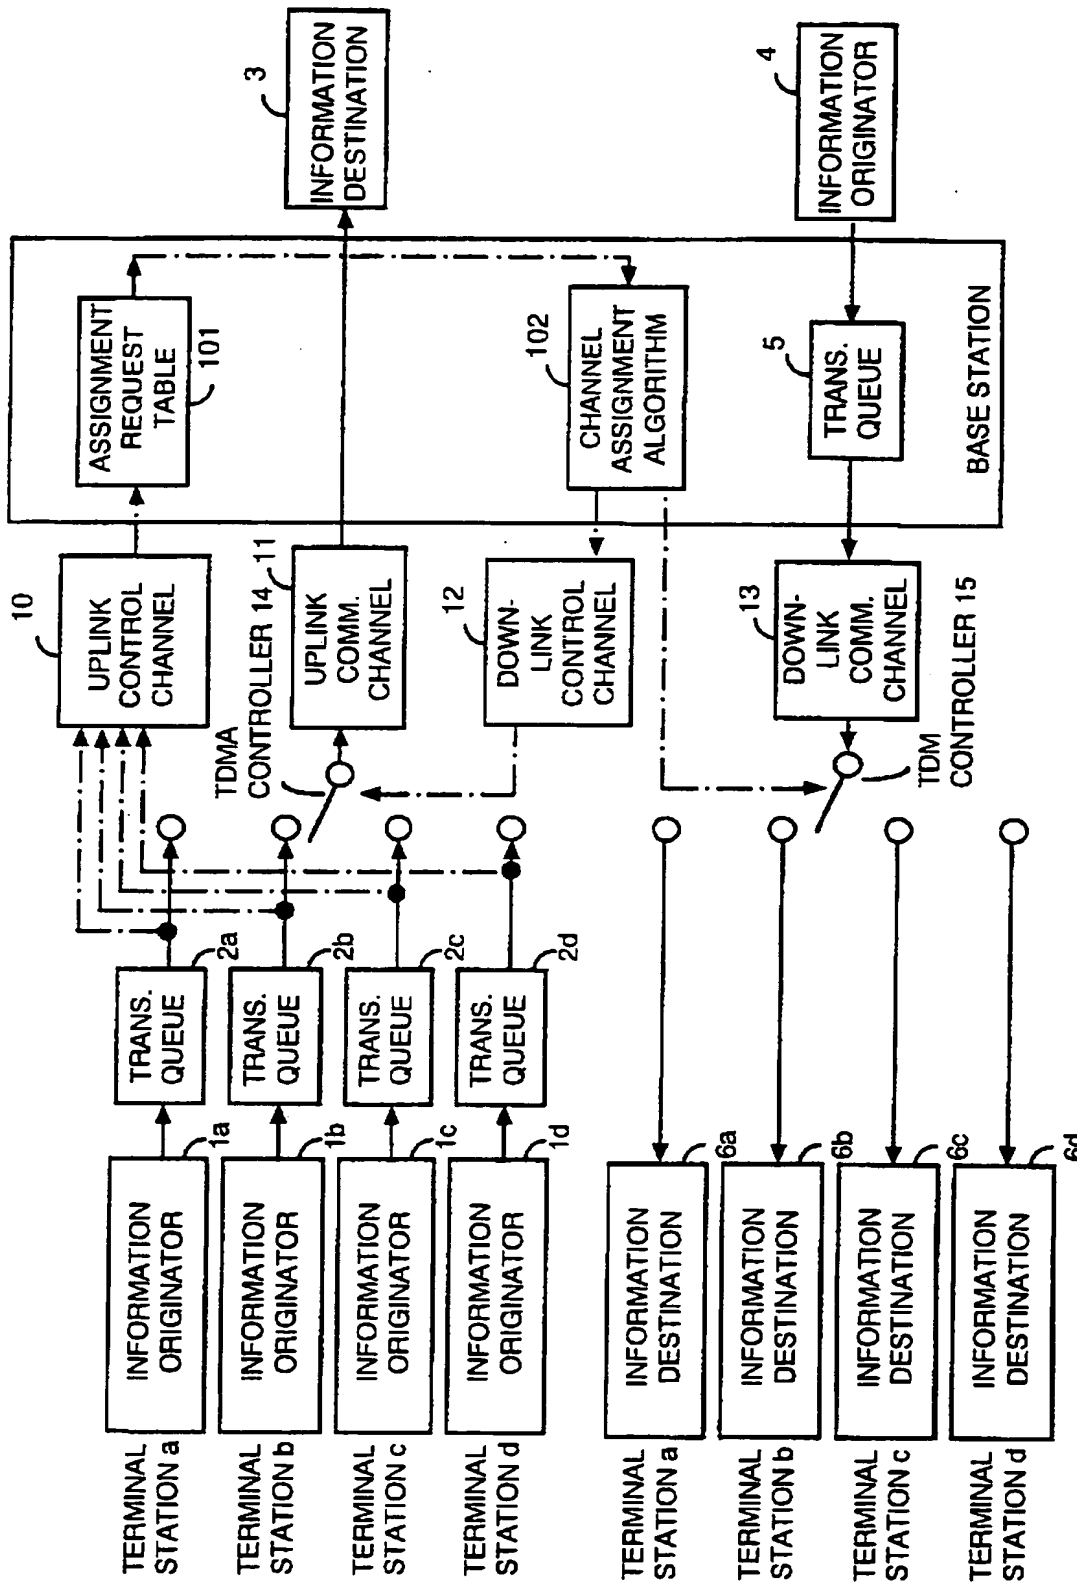 TERMINAL
STATION a
INFORMATION
ORIGINATOR
1a
TRANS.
QUEUE
2a
TERMINAL
STATION b
INFORMATION
ORIGINATOR
1b
TRANS.
QUEUE
2b
TERMINAL
STATION c
INFORMATION
ORIGINATOR
1c
TRANS.
QUEUE
2c
TERMINAL
STATION d
INFORMATION
ORIGINATOR
1d
TRANS.
QUEUE
2d
10
UPLINK
CONTROL
CHANNEL
ASSIGNMENT
REQUEST
TABLE
101
TDMA
CONTROLLER 14
11
UPLINK
COMM.
CHANNEL
3
INFORMATION
DESTINATION
12
DOWN-
LINK
CONTROL
CHANNEL
102
CHANNEL
ASSIGNMENT
ALGORITHM
4
INFORMATION
ORIGINATOR
5
TRANS.
QUEUE
BASE STATION
13
DOWN-
LINK
COMM.
CHANNEL
TDM
CONTROLLER 15
TERMINAL
STATION a
INFORMATION
DESTINATION
6a
TERMINAL
STATION b
INFORMATION
DESTINATION
6b
TERMINAL
STATION c
INFORMATION
DESTINATION
6c
TERMINAL
STATION d
INFORMATION
DESTINATION
6d